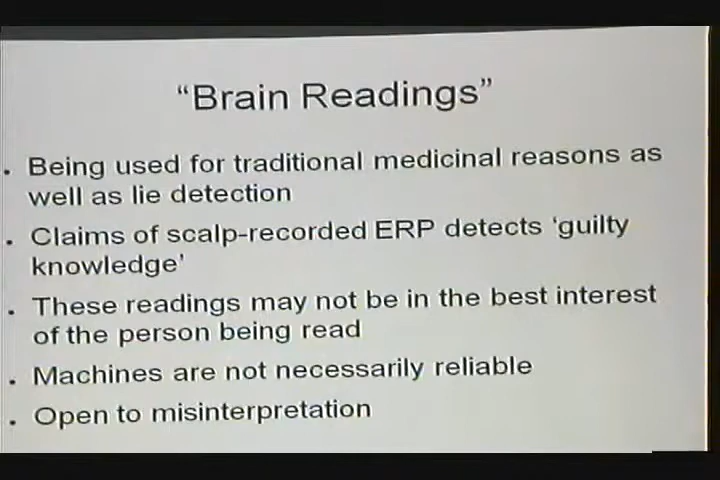 “Brain Readings”
. Being used for traditional medicinal reasons as
well as lie detection
. Claims of scalp-recorded ERP detects ‘guilty
knowledge’
. These readings may not be in the best interest
of the person being read
. Machines are not necessarily reliable
. Open to misinterpretation